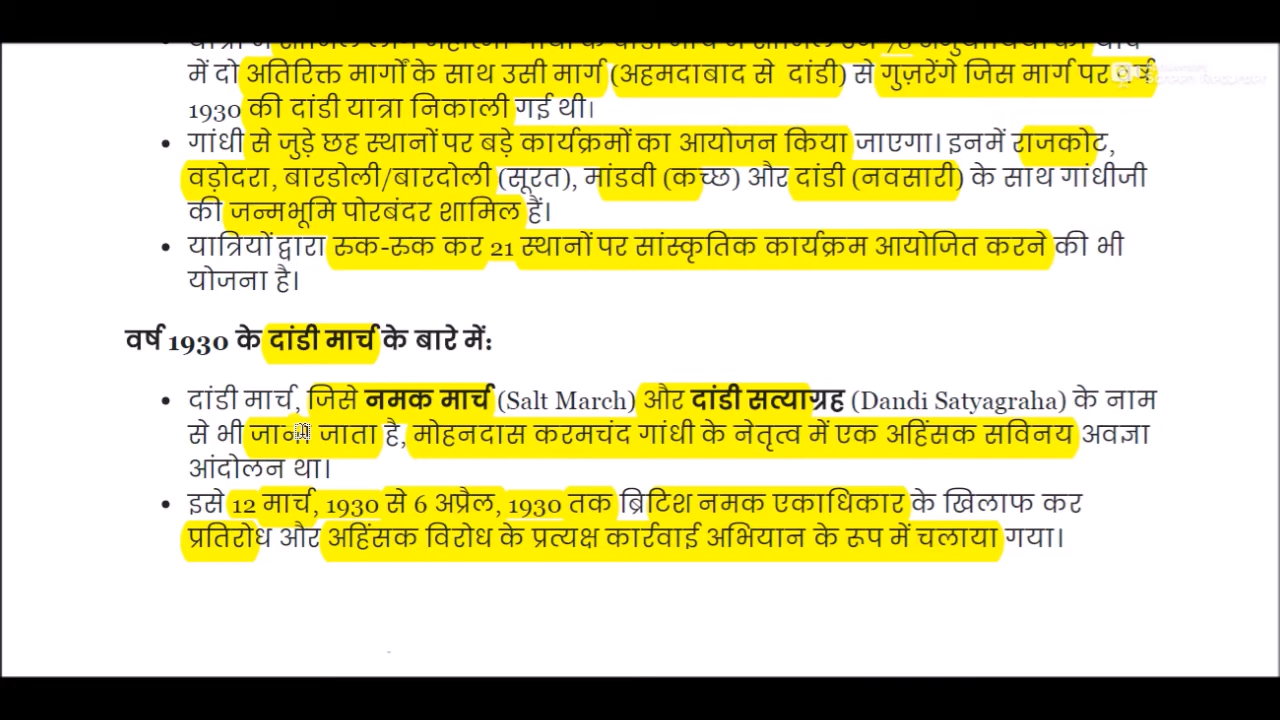 में दो अतिरिक्त मार्गों के साथ उसी मार्ग (अहमदाबाद से दांडी) से गुज़रेंगे जिस मार्ग पर वर्ष
1930 की दांडी यात्रा निकाली गई थी।
गांधी से जुड़े छह स्थानों पर बड़े कार्यक्रमों का आयोजन किया जाएगा। इनमें राजकोट,
वड़ोदरा, बारडोली/बारदोली (सूरत), मांडवी (कच्छ) और दांडी (नवसारी) के साथ गांधीजी
की जन्मभूमि पोरबंदर शामिल हैं।
यात्रियों द्वारा रुक-रुक कर 21 स्थानों पर सांस्कृतिक कार्यक्रम आयोजित करने की भी
योजना है।
वर्ष 1930 के दांडी मार्च के बारे में:
दांडी मार्च, जिसे नमक मार्च (Salt March) और दांडी सत्याग्रह (Dandi Satyagraha) के नाम
से भी जाना जाता है, मोहनदास करमचंद गांधी के नेतृत्व में एक अहिंसक सविनय अवज्ञा
आंदोलन था।
इसे 12 मार्च, 1930 से 6 अप्रैल, 1930 तक ब्रिटिश नमक एकाधिकार के खिलाफ कर
प्रतिरोध और अहिंसक विरोध के प्रत्यक्ष कार्रवाई अभियान के रूप में चलाया गया।